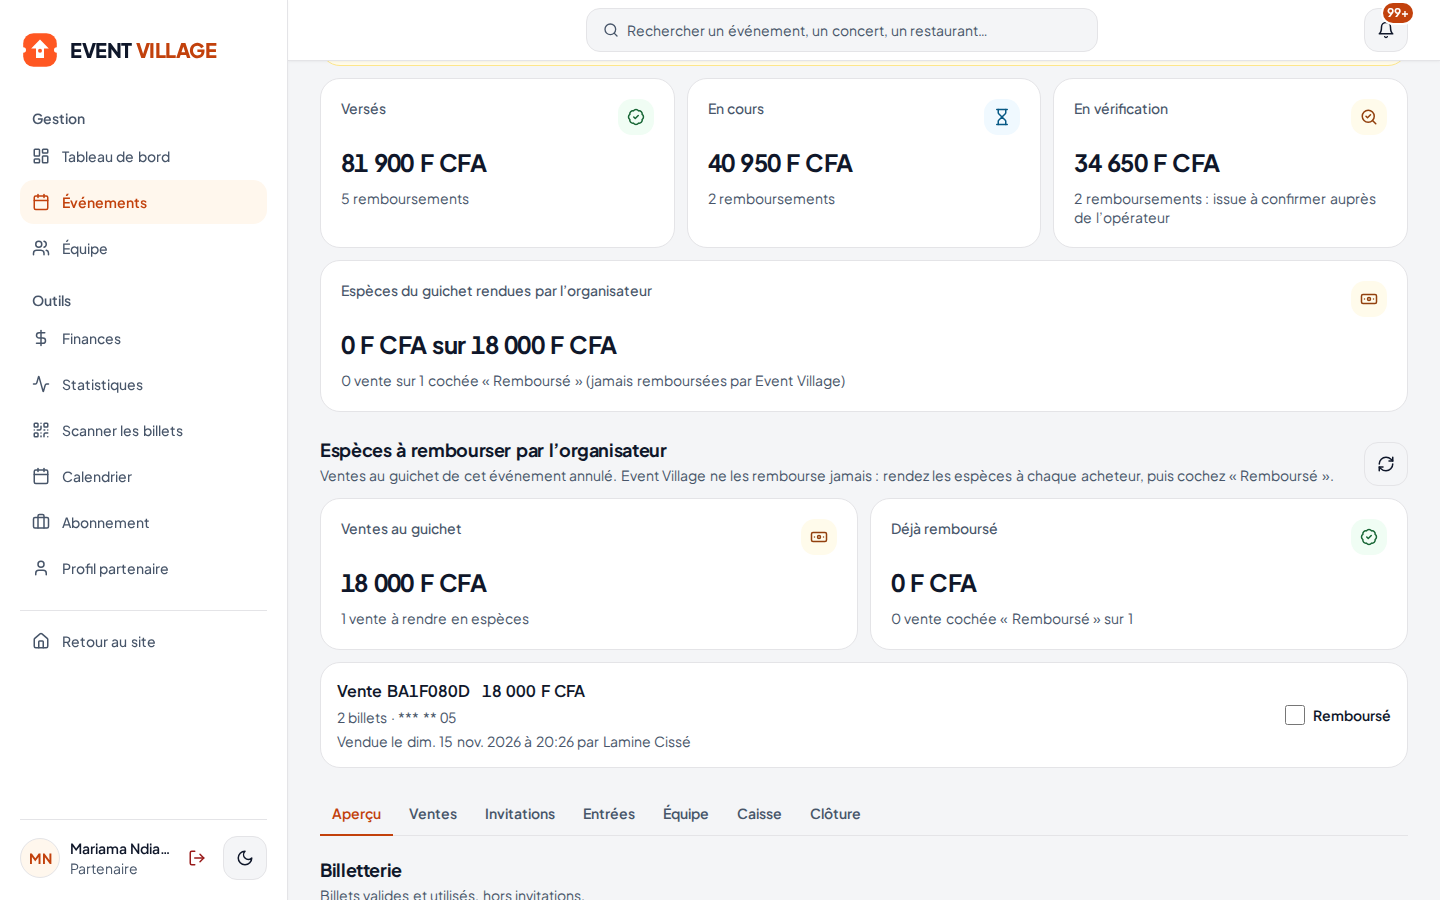 EVENT VILLAGE
Rechercher un événement, un concert, un restaurant…
99+
Gestion
Tableau de bord
Événements
Équipe
Outils
Finances
Statistiques
Scanner les billets
Calendrier
Abonnement
Profil partenaire
Retour au site
MN
Mariama Ndia…
Partenaire
Versés
81 900 F CFA
5 remboursements
En cours
40 950 F CFA
2 remboursements
En vérification
34 650 F CFA
2 remboursements : issue à confirmer auprès
de l’opérateur
Espèces du guichet rendues par l’organisateur
0 F CFA sur 18 000 F CFA
0 vente sur 1 cochée « Remboursé » (jamais remboursées par Event Village)
Espèces à rembourser par l’organisateur
Ventes au guichet de cet événement annulé. Event Village ne les rembourse jamais : rendez les espèces à chaque acheteur, puis cochez « Remboursé ».
Ventes au guichet
18 000 F CFA
1 vente à rendre en espèces
Déjà remboursé
0 F CFA
0 vente cochée « Remboursé » sur 1
Vente BA1F080D 18 000 F CFA
2 billets · *** ** 05
Vendue le dim. 15 nov. 2026 à 20:26 par Lamine Cissé
Remboursé
Aperçu Ventes Invitations Entrées Équipe Caisse Clôture
Billetterie
Billets valides et utilisés, hors invitations.